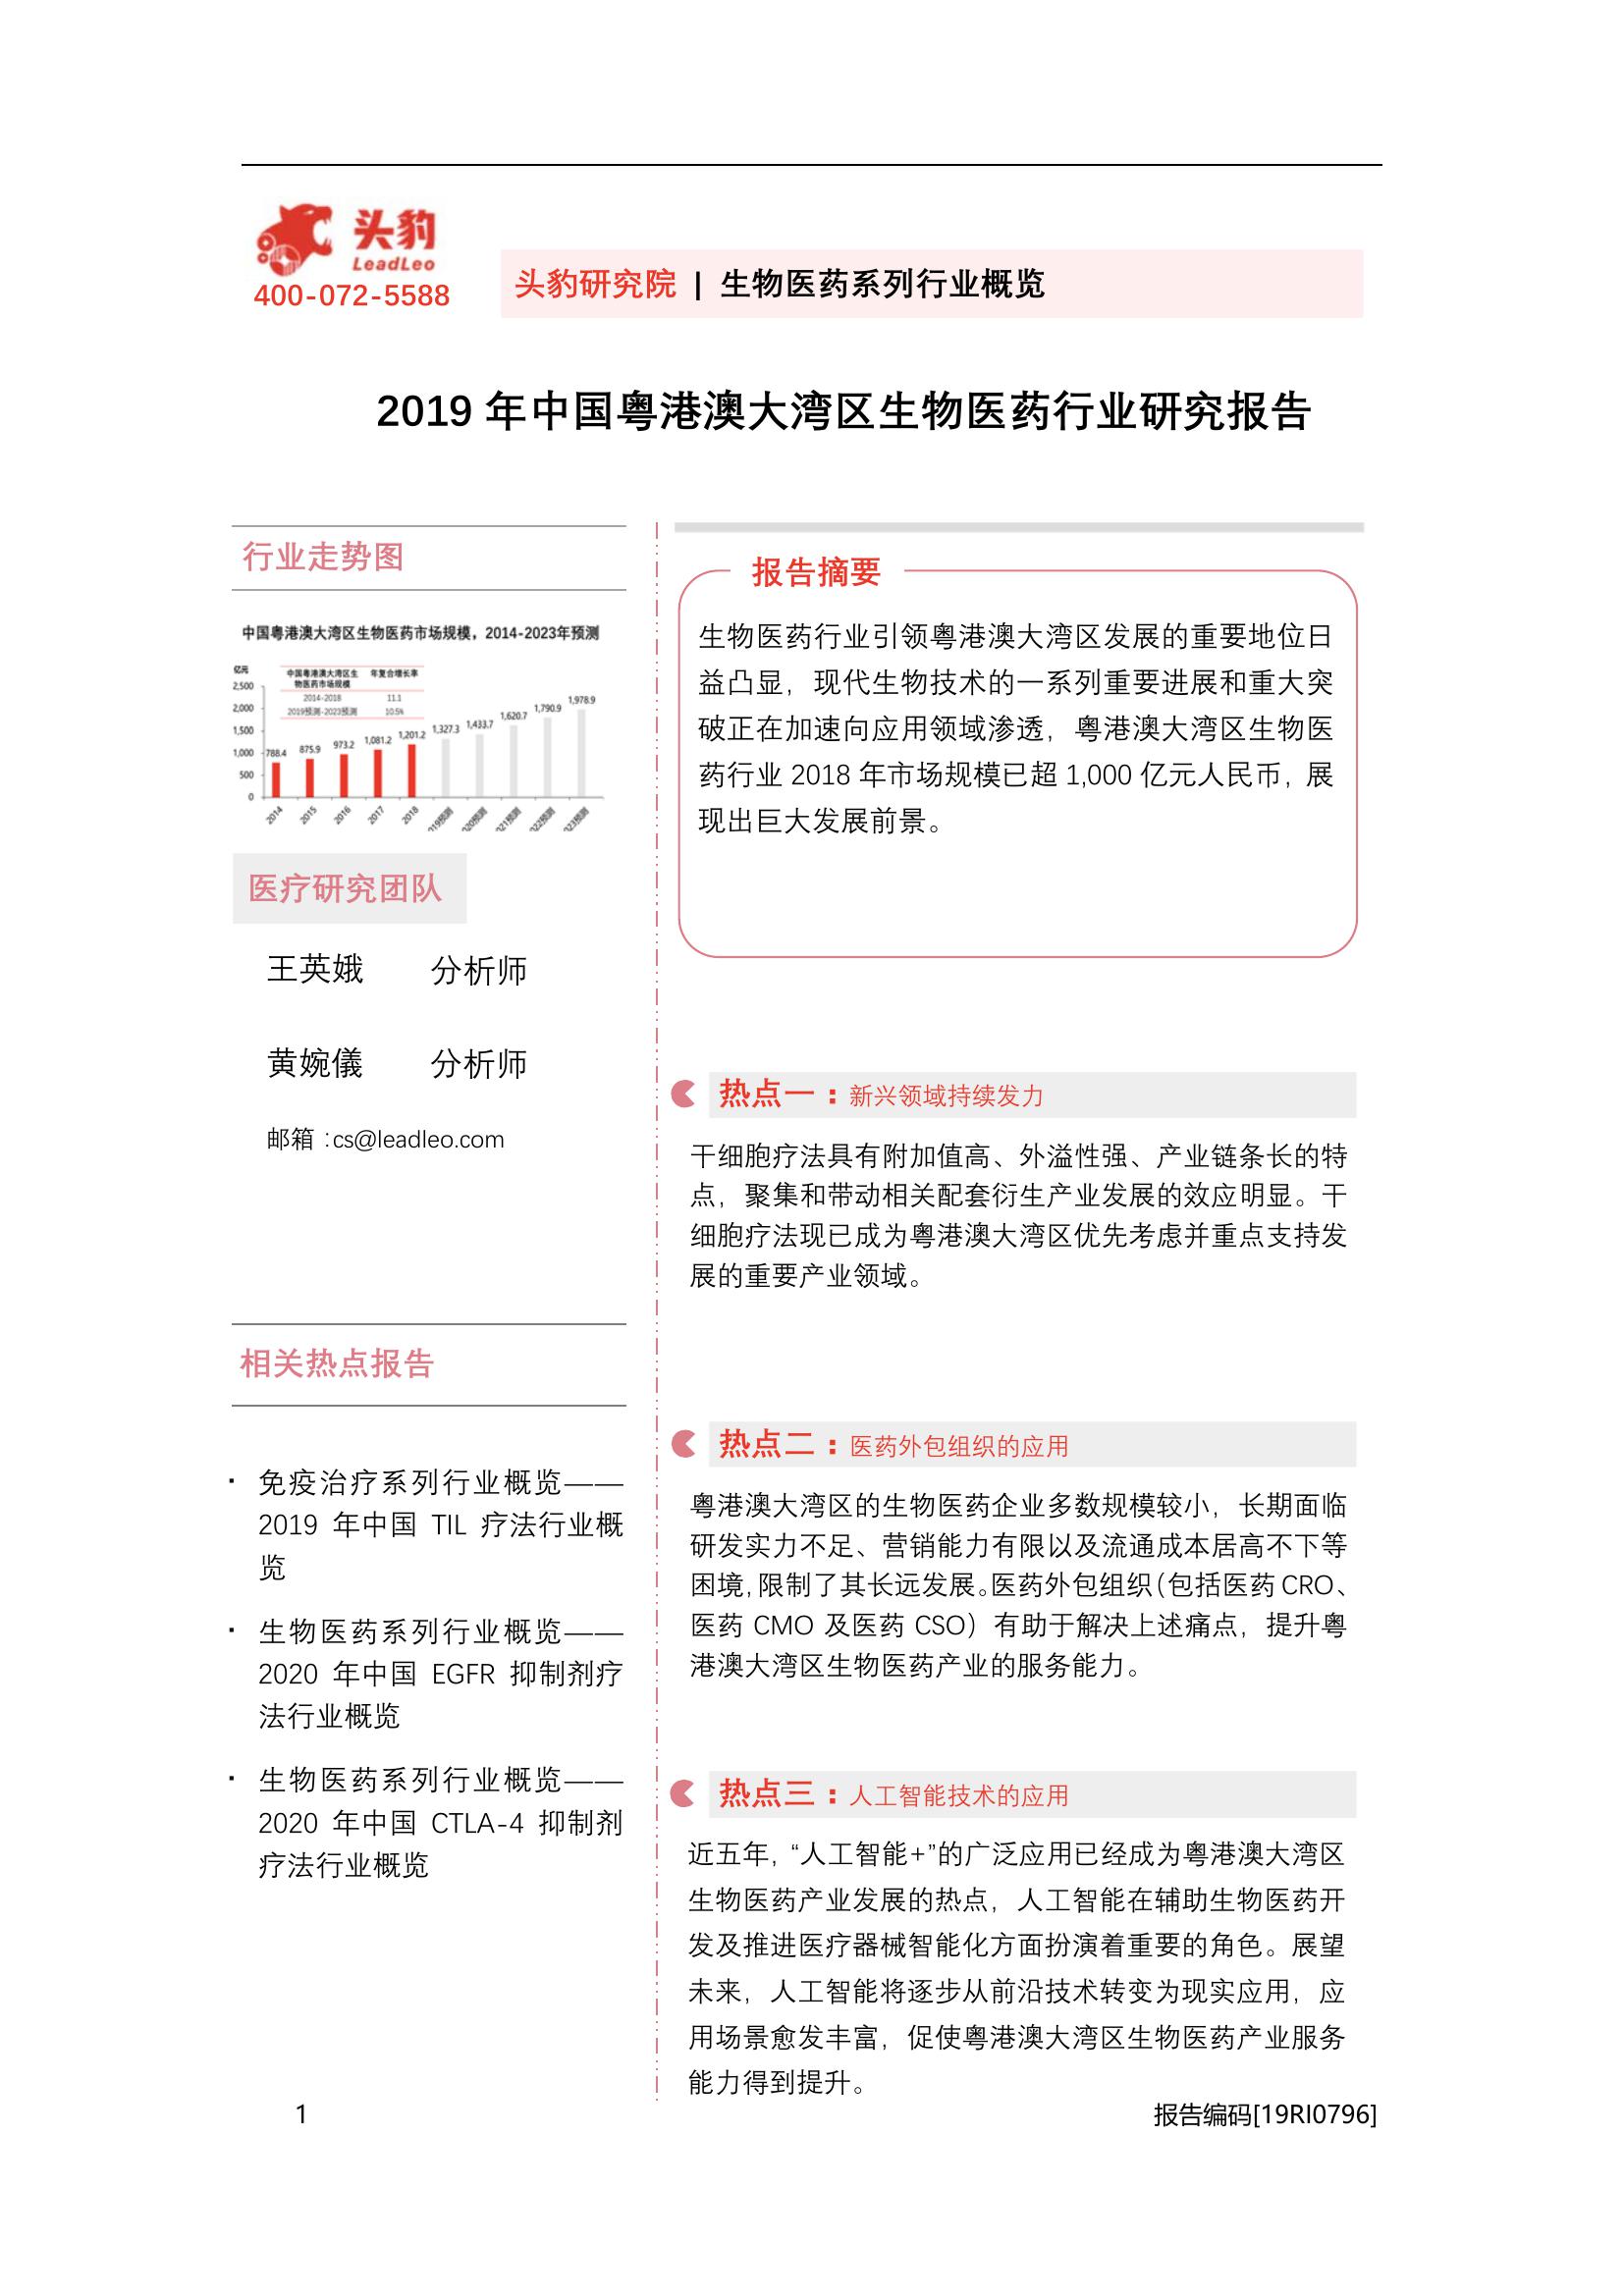 头豹
LeadLeo
400-072-5588
头豹研究院 | 生物医药系列行业概览
2019 年中国粤港澳大湾区生物医药行业研究报告
行业走势图
中国粤港澳大湾区生物医药市场规模，2014-2023年预测
亿元
中国粤港澳大湾区生物医药市场规模 年复合增长率
2014-2018 11.1
2019预测-2023预测 10.5%
2,500
2,000
1,500
1,000
500
0
788.4 875.9 973.2 1,081.2 1,201.2 1,327.3 1,433.7 1,620.7 1,790.9 1,978.9
2014 2015 2016 2017 2018 019预测 020预测 021预测 022预测 023预测
医疗研究团队
王英娥 分析师
黄婉儀 分析师
邮箱：cs@leadleo.com
相关热点报告
▪ 免疫治疗系列行业概览——
2019 年中国 TIL 疗法行业概
览
▪ 生物医药系列行业概览——
2020 年中国 EGFR 抑制剂疗
法行业概览
▪ 生物医药系列行业概览——
2020 年中国 CTLA-4 抑制剂
疗法行业概览
报告摘要
生物医药行业引领粤港澳大湾区发展的重要地位日
益凸显，现代生物技术的一系列重要进展和重大突
破正在加速向应用领域渗透，粤港澳大湾区生物医
药行业 2018 年市场规模已超 1,000 亿元人民币，展
现出巨大发展前景。
热点一：新兴领域持续发力
干细胞疗法具有附加值高、外溢性强、产业链条长的特
点，聚集和带动相关配套衍生产业发展的效应明显。干
细胞疗法现已成为粤港澳大湾区优先考虑并重点支持发
展的重要产业领域。
热点二：医药外包组织的应用
粤港澳大湾区的生物医药企业多数规模较小，长期面临
研发实力不足、营销能力有限以及流通成本居高不下等
困境，限制了其长远发展。医药外包组织（包括医药 CRO、
医药 CMO 及医药 CSO）有助于解决上述痛点，提升粤
港澳大湾区生物医药产业的服务能力。
热点三：人工智能技术的应用
近五年，“人工智能+”的广泛应用已经成为粤港澳大湾区
生物医药产业发展的热点，人工智能在辅助生物医药开
发及推进医疗器械智能化方面扮演着重要的角色。展望
未来，人工智能将逐步从前沿技术转变为现实应用，应
用场景愈发丰富，促使粤港澳大湾区生物医药产业服务
能力得到提升。
1
报告编码[19RI0796]